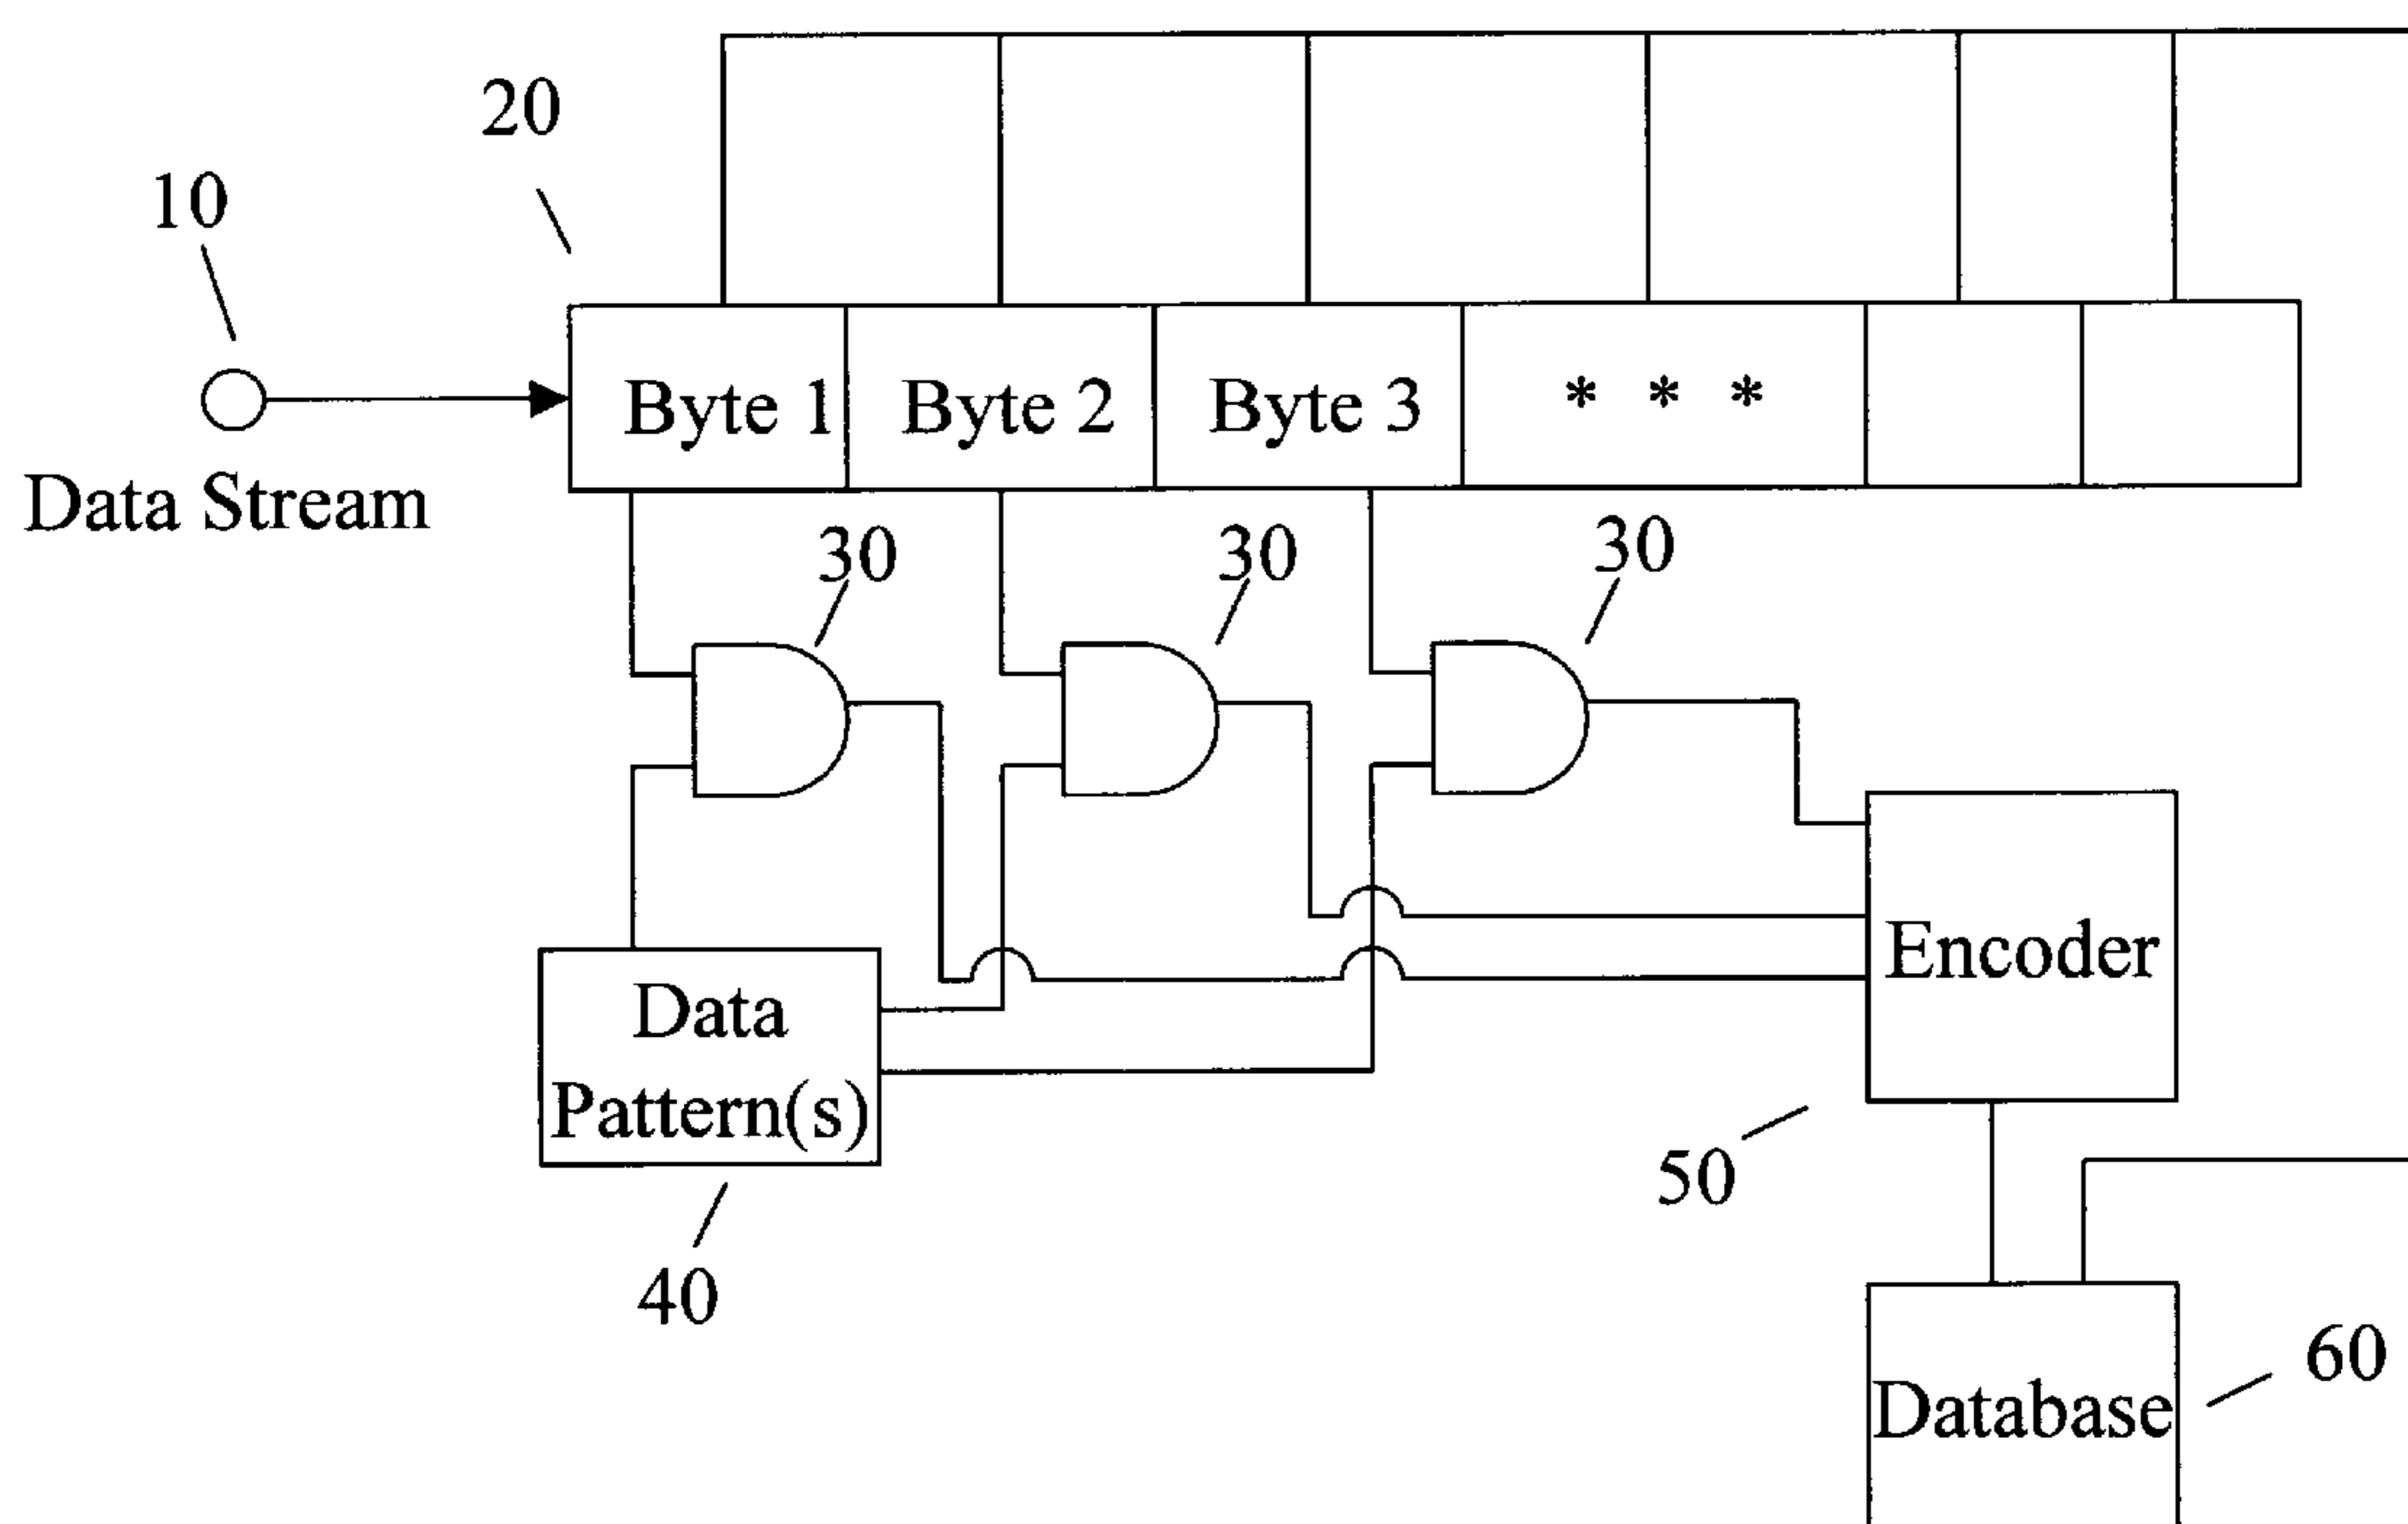 20
10
Byte 1 Byte 2 Byte 3 * * *
Data Stream
30 30 30
Encoder
Data
Pattern(s)
50
40
60
Database